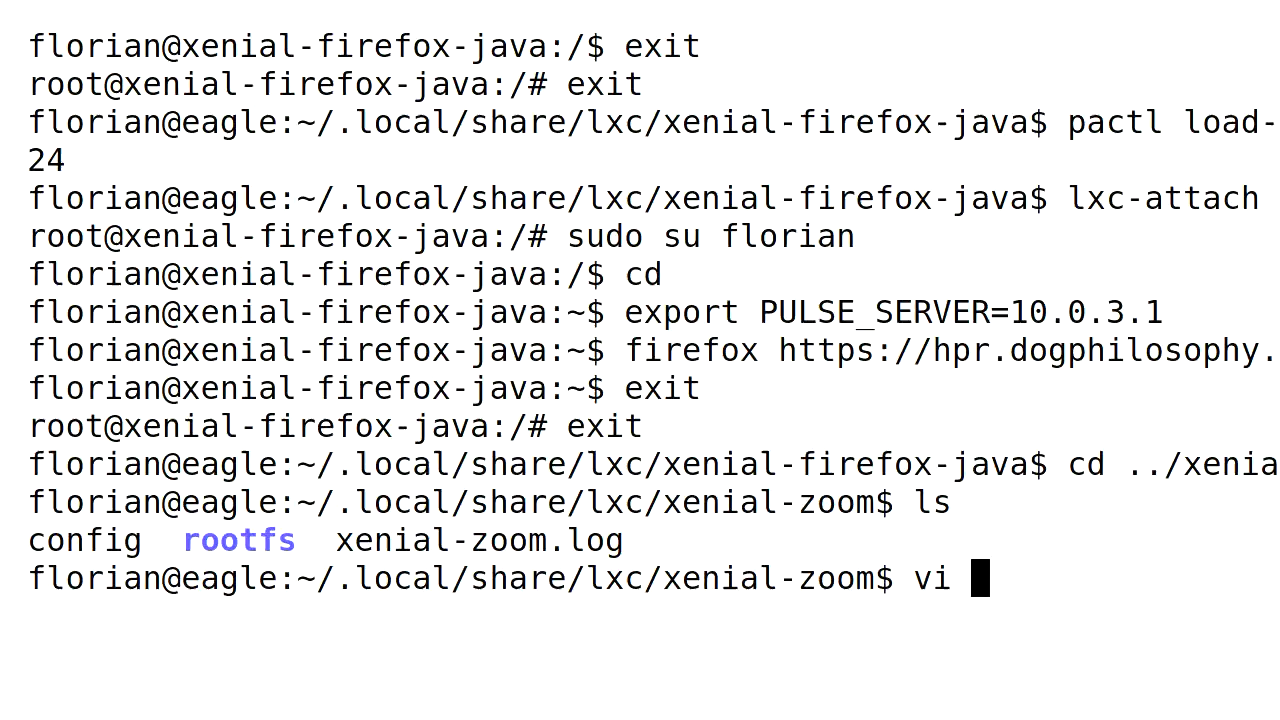 florian@xenial-firefox-java:/$ exit
root@xenial-firefox-java:/# exit
florian@eagle:~/.local/share/lxc/xenial-firefox-java$ pactl load-
24
florian@eagle:~/.local/share/lxc/xenial-firefox-java$ lxc-attach
root@xenial-firefox-java:/# sudo su florian
florian@xenial-firefox-java:/$ cd
florian@xenial-firefox-java:~$ export PULSE_SERVER=10.0.3.1
florian@xenial-firefox-java:~$ firefox https://hpr.dogphilosophy.
florian@xenial-firefox-java:~$ exit
root@xenial-firefox-java:/# exit
florian@eagle:~/.local/share/lxc/xenial-firefox-java$ cd ../xenia
florian@eagle:~/.local/share/lxc/xenial-zoom$ ls
config rootfs xenial-zoom.log
florian@eagle:~/.local/share/lxc/xenial-zoom$ vi